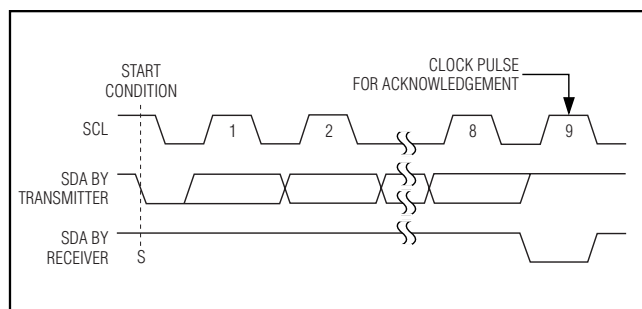 START
CONDITION
CLOCK PULSE
FOR ACKNOWLEDGEMENT
SCL
1
2
8
9
SDA BY
TRANSMITTER
SDA BY
RECEIVER
S